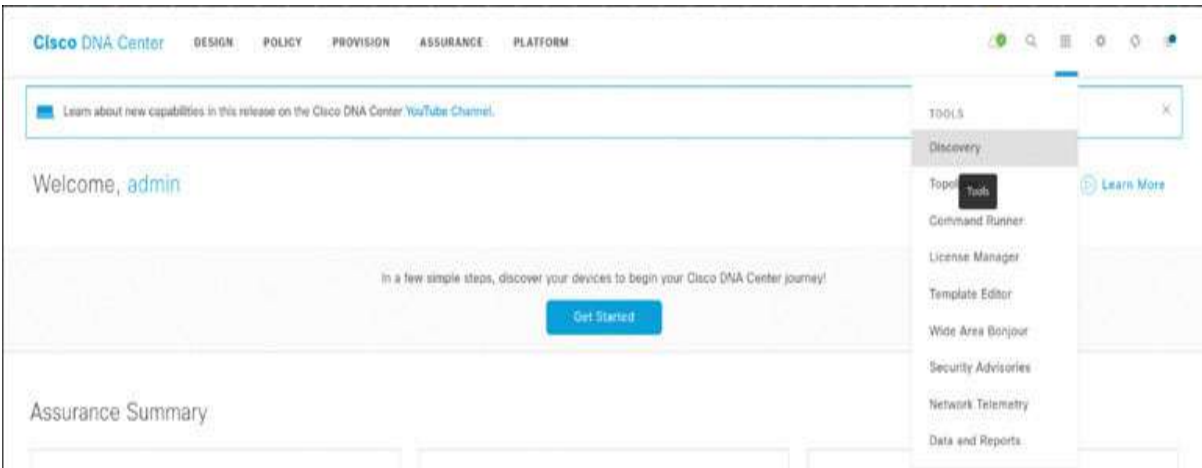 Cisco DNA Center DESIGN POLICY PROVISION ASSURANCE PLATFORM
Learn about new capabilities in this release on the Cisco DNA Center YouTube Channel.
Welcome, admin
Learn More
In a few simple steps, discover your devices to begin your Cisco DNA Center journey!
Get Started
Assurance Summary
TOOLS
Discovery
Topol
Tools
Command Runner
License Manager
Template Editor
Wide Area Bonjour
Security Advisories
Network Telemetry
Data and Reports